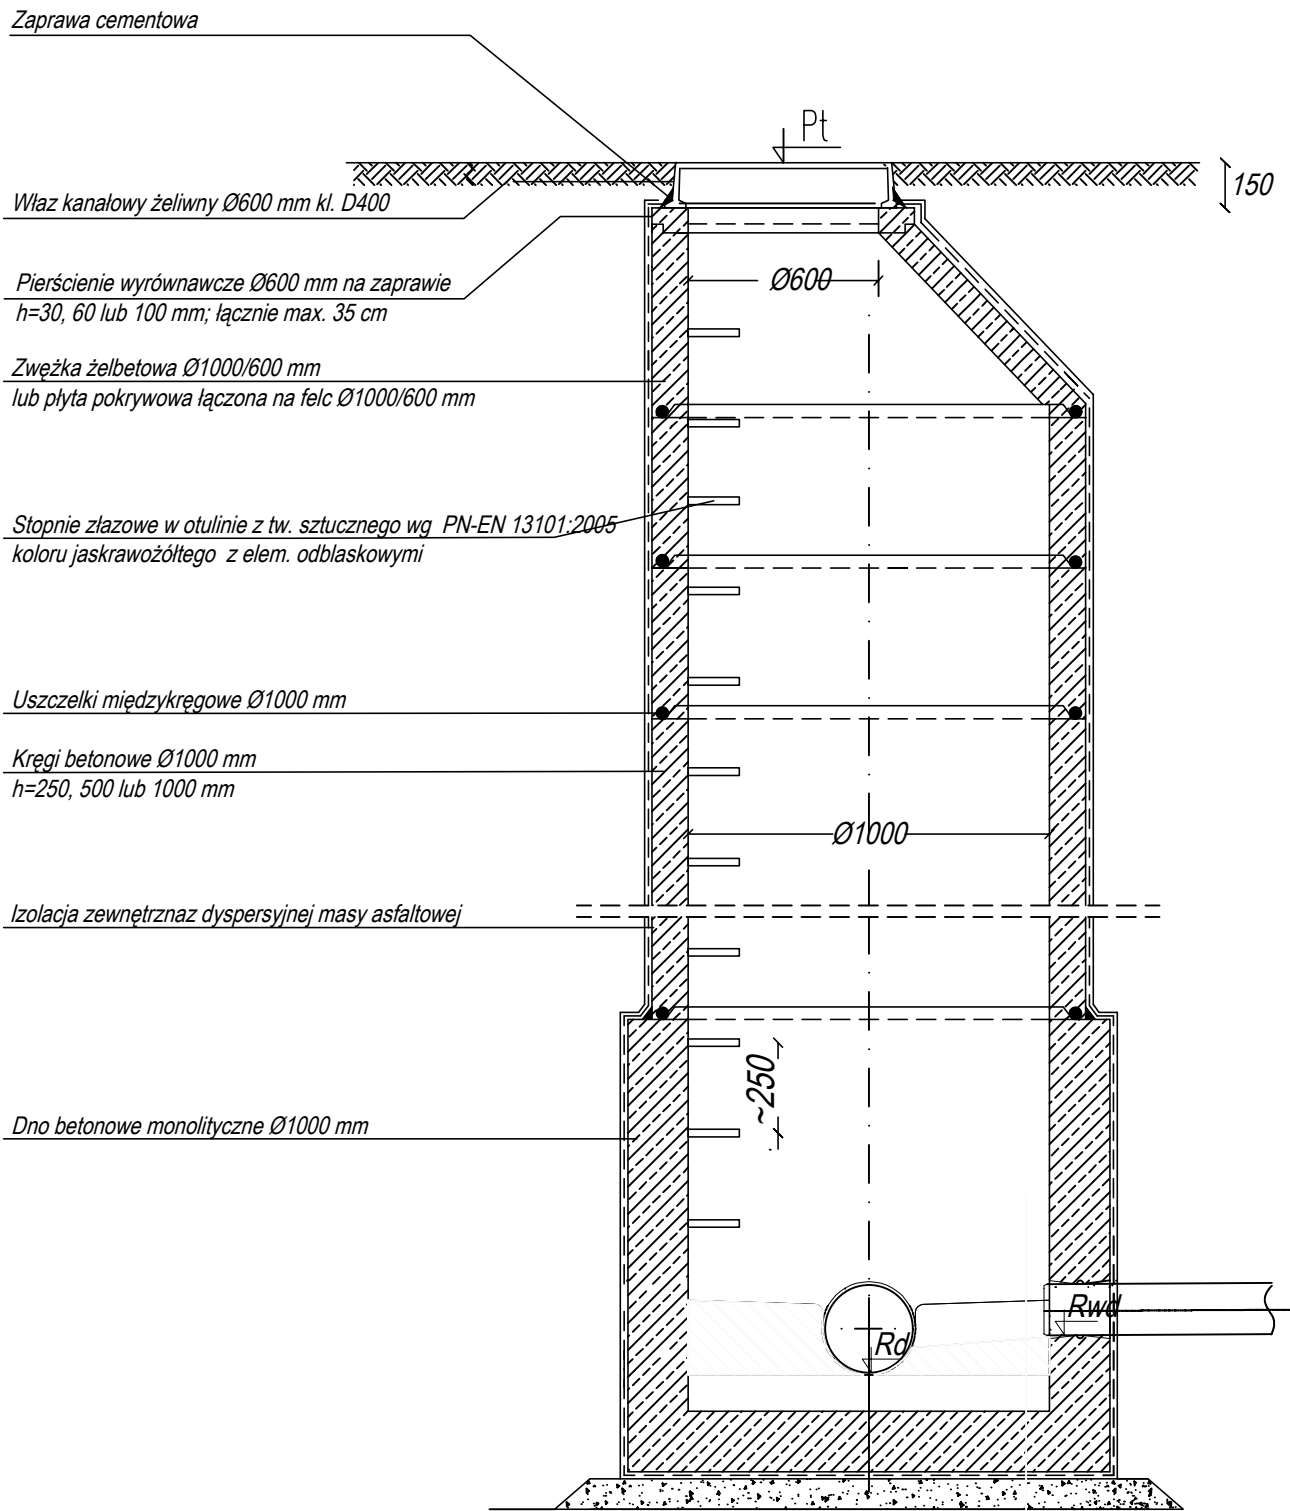 Zaprawa cementowa
Pt
150
Właz kanałowy żeliwny Ø600 mm kl. D400
Pierścienie wyrównawcze Ø600 mm na zaprawie
h=30, 60 lub 100 mm; łącznie max. 35 cm
Ø600
Zwężka żelbetowa Ø1000/600 mm
lub płyta pokrywowa łączona na felc Ø1000/600 mm
Stopnie złazowe w otulinie z tw. sztucznego wg PN-EN 13101:2005
koloru jaskrawożółtego z elem. odblaskowymi
Uszczelki międzykręgowe Ø1000 mm
Kręgi betonowe Ø1000 mm
h=250, 500 lub 1000 mm
Ø1000
Izolacja zewnętrznaz dyspersyjnej masy asfaltowej
~250
Dno betonowe monolityczne Ø1000 mm
Rwd
Rd